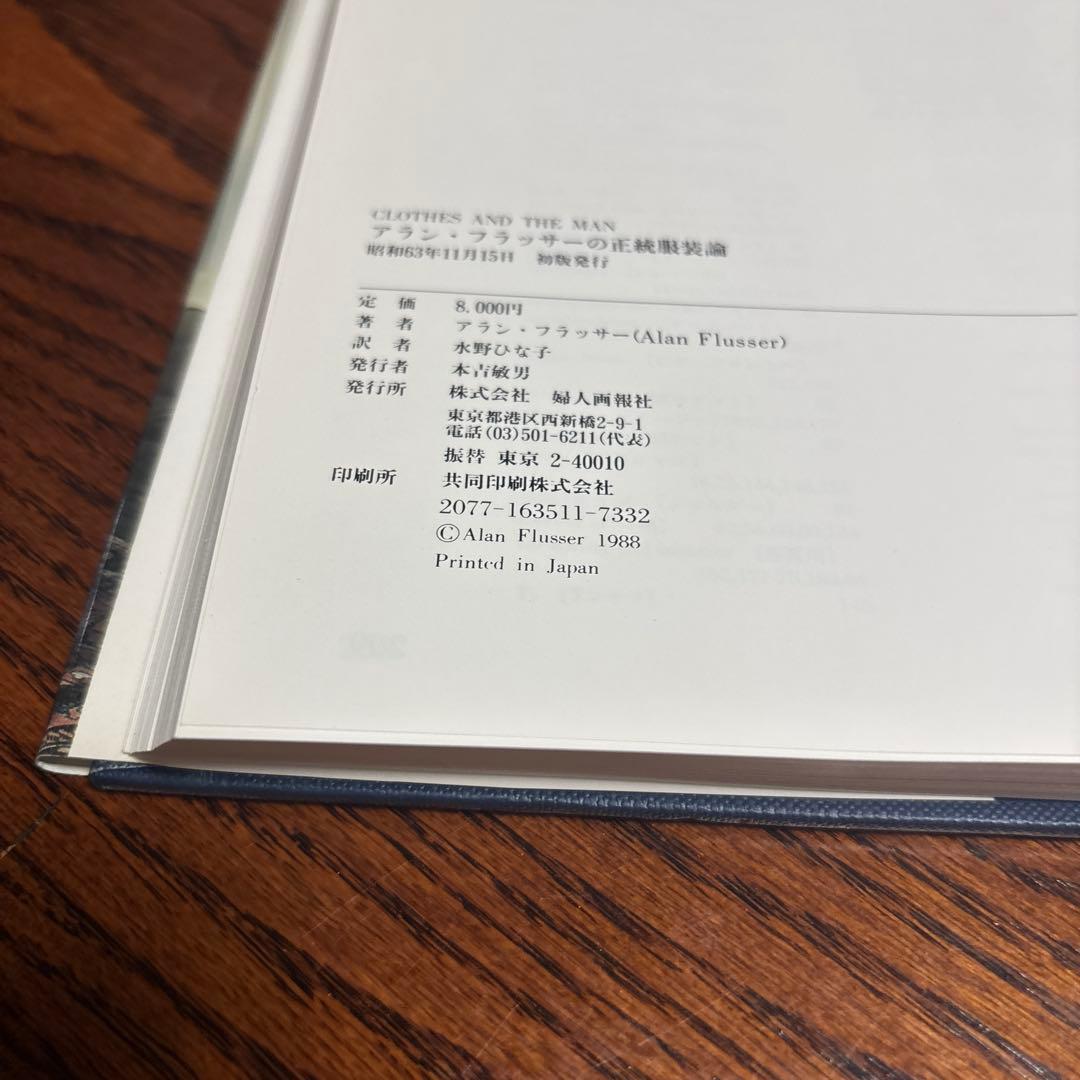 CLOTHES AND THE MAN
アラン・フラッサーの正統服装論
昭和63年11月15日 初版発行
定 価 8,000円
著 者 アラン・フラッサー(Alan Flusser)
訳 者 水野ひな子
発行者 本吉敏男
発行所 株式会社 婦人画報社
東京都港区西新橋2-9-1
電話(03)501-6211(代表)
振替 東京 2-40010
印刷所 共同印刷株式会社
2077-163511-7332
©Alan Flusser 1988
Printed in Japan